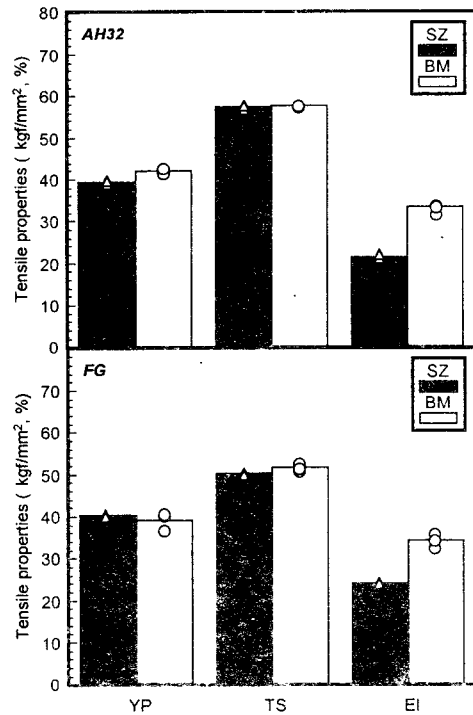 AH32
SZ
BM
Tensile properties ( kgf/mm², %)
80
70
60
50
40
30
20
10
0
FG
SZ
BM
Tensile properties ( kgf/mm², %)
70
60
50
40
30
20
10
0
YP TS El